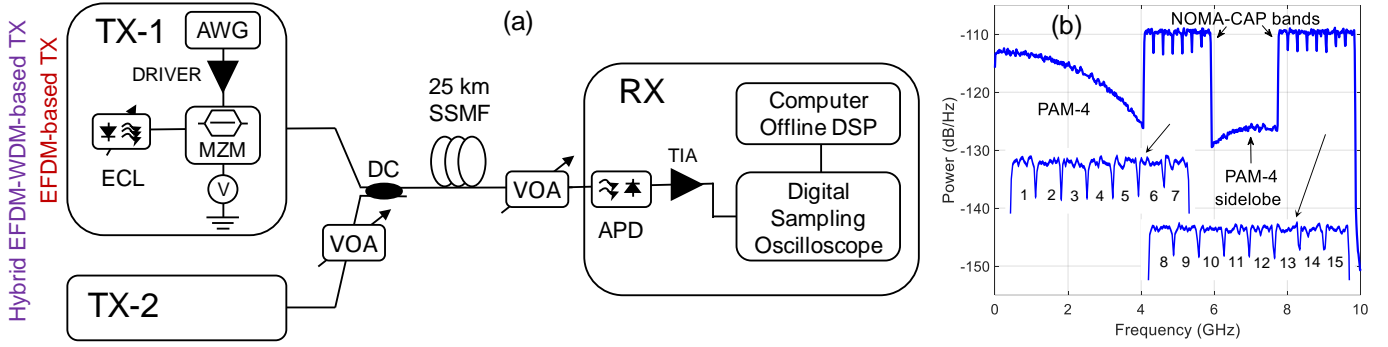 Hybrid EFDM-WDM-based TX
EFDM-based TX
TX-1
AWG
DRIVER
ECL
MZM
V
TX-2
VOA
DC
25 km
SSMF
(a)
VOA
RX
APD
TIA
Computer
Offline DSP
Digital
Sampling
Oscilloscope
(b)
NOMA-CAP bands
PAM-4
PAM-4
sidelobe
1 2 3 4 5 6 7
8 9 10 11 12 13 14 15
Power (dB/Hz)
-110
-120
-130
-140
-150
0 2 4 6 8 10
Frequency (GHz)